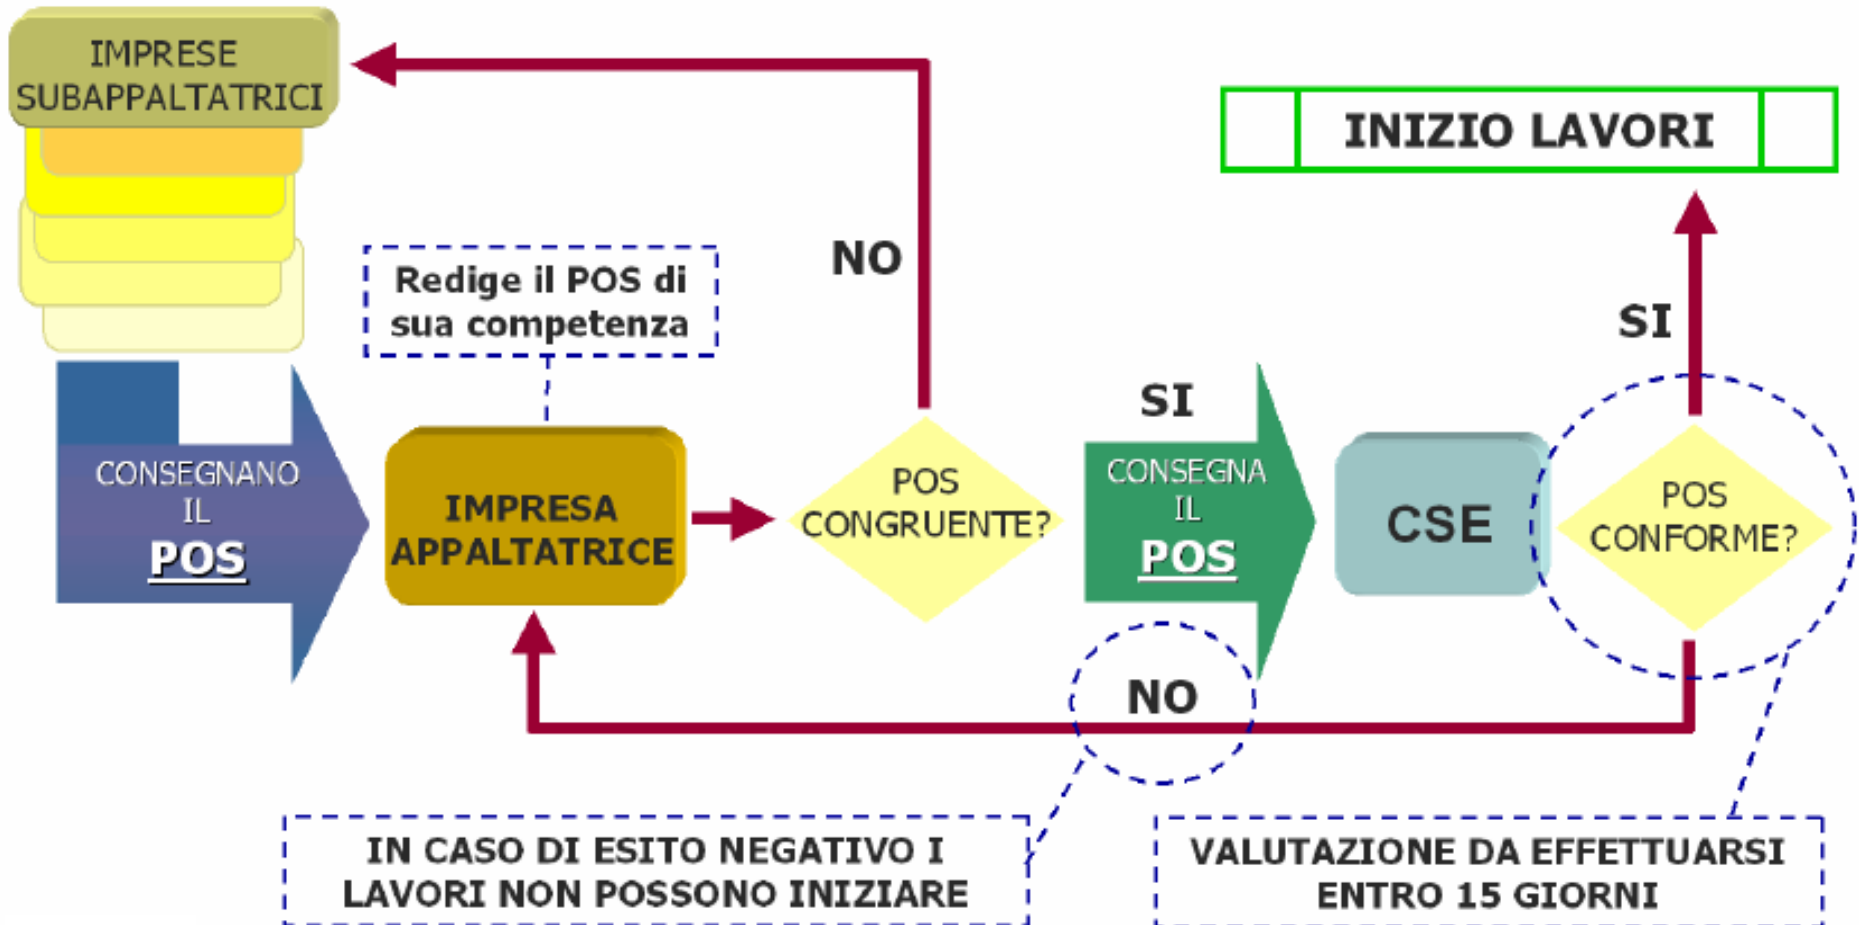 IMPRESE
SUBAPPALTATRICI
INIZIO LAVORI
NO
Redige il POS di
sua competenza
SI
SI
CONSEGNANO
IL
POS
IMPRESA
APPALTATRICE
POS
CONGRUENTE?
CONSEGNA
IL
POS
CSE
POS
CONFORME?
NO
IN CASO DI ESITO NEGATIVO I
LAVORI NON POSSONO INIZIARE
VALUTAZIONE DA EFFETTUARSI
ENTRO 15 GIORNI